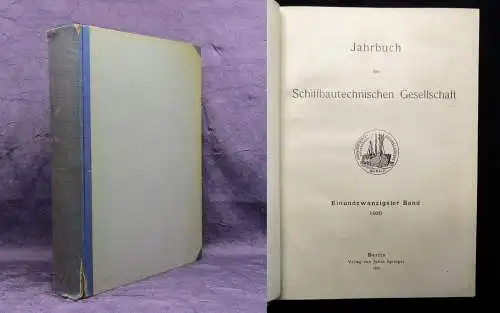 Jahrbuch
der
Schiffbautechnischen Gesellschaft
Einundzwanzigster Band
1920
Berlin
Verlag von Julius Springer